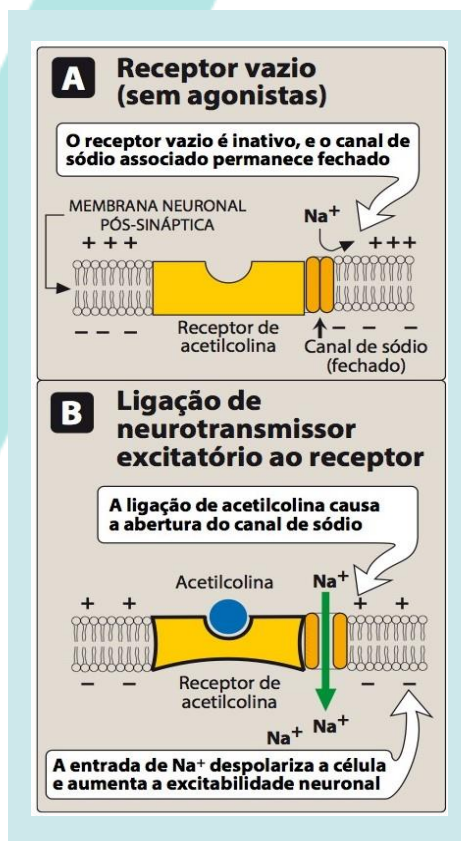 A
Receptor vazio
(sem agonistas)
O receptor vazio é inativo, e o canal de
sódio associado permanece fechado
MEMBRANA NEURONAL
PÓS-SINÁPTICA
Na+
+ + +
+++
– – –
– – –
Receptor de
acetilcolina
Canal de sódio
(fechado)
B
Ligação de
neurotransmissor
excitatório ao receptor
A ligação de acetilcolina causa
a abertura do canal de sódio
Acetilcolina
Na+
+ +
+ +
– –
– –
Receptor de
acetilcolina
Na+ Na+
A entrada de Na+ despolariza a célula
e aumenta a excitabilidade neuronal